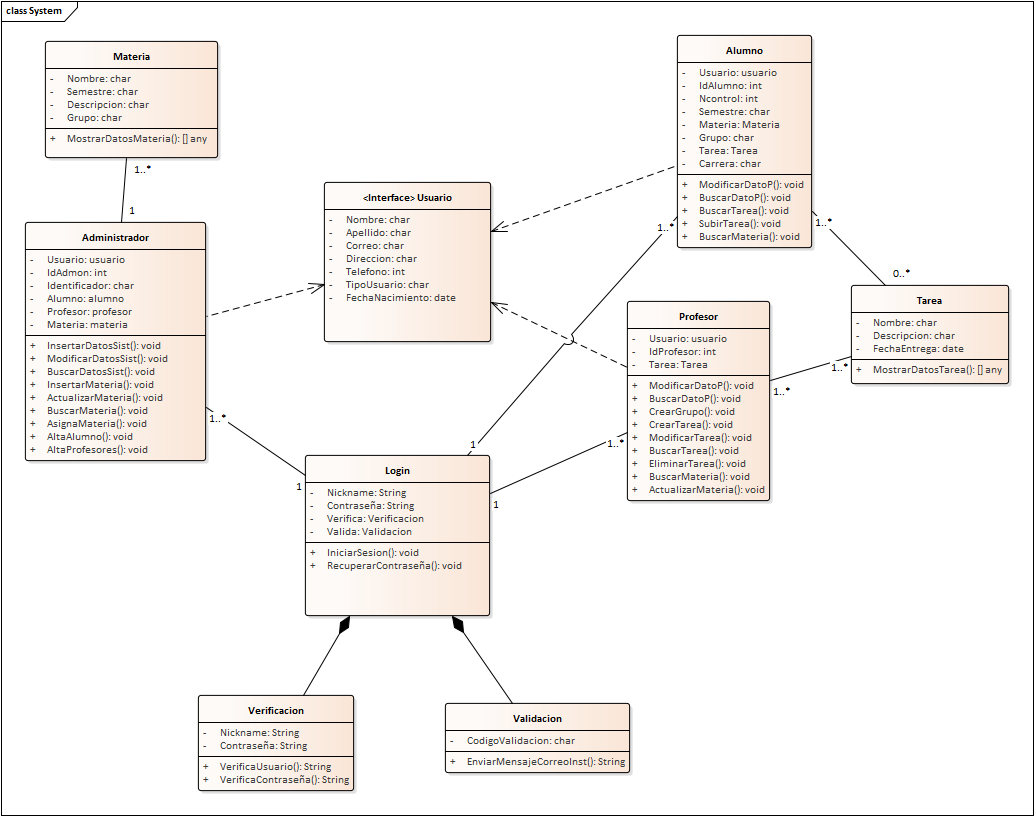 class System
Materia
- Nombre: char
- Semestre: char
- Descripcion: char
- Grupo: char
+ MostrarDatosMateria(): [] any
1..*
1
Administrador
- Usuario: usuario
- IdAdmon: int
- Identificador: char
- Alumno: alumno
- Profesor: profesor
- Materia: materia
+ InsertarDatosSist(): void
+ ModificarDatosSist(): void
+ BuscarDatosSist(): void
+ InsertarMateria(): void
+ ActualizarMateria(): void
+ BuscarMateria(): void
+ AsignaMateria(): void
+ AltaAlumno(): void
+ AltaProfesores(): void
1..*
1
<Interface> Usuario
- Nombre: char
- Apellido: char
- Correo: char
- Direccion: char
- Telefono: int
- TipoUsuario: char
- FechaNacimiento: date
Alumno
- Usuario: usuario
- IdAlumno: int
- Ncontrol: int
- Semestre: char
- Materia: Materia
- Grupo: char
- Tarea: Tarea
- Carrera: char
+ ModificarDatoP(): void
+ BuscarDatoP(): void
+ BuscarTarea(): void
+ SubirTarea(): void
+ BuscarMateria(): void
1..*
1..*
0..*
Tarea
- Nombre: char
- Descripcion: char
- FechaEntrega: date
+ MostrarDatosTarea(): [] any
1..*
1..*
Profesor
- Usuario: usuario
- IdProfesor: int
- Tarea: Tarea
+ ModificarDatoP(): void
+ BuscarDatoP(): void
+ CrearGrupo(): void
+ CrearTarea(): void
+ ModificarTarea(): void
+ BuscarTarea(): void
+ EliminarTarea(): void
+ BuscarMateria(): void
+ ActualizarMateria(): void
1..*
1
1
Login
- Nickname: String
- Contraseña: String
- Verifica: Verificacion
- Valida: Validacion
+ IniciarSesion(): void
+ RecuperarContraseña(): void
Verificacion
- Nickname: String
- Contraseña: String
+ VerificaUsuario(): String
+ VerificaContraseña(): String
Validacion
- CodigoValidacion: char
+ EnviarMensajeCorreoInst(): String